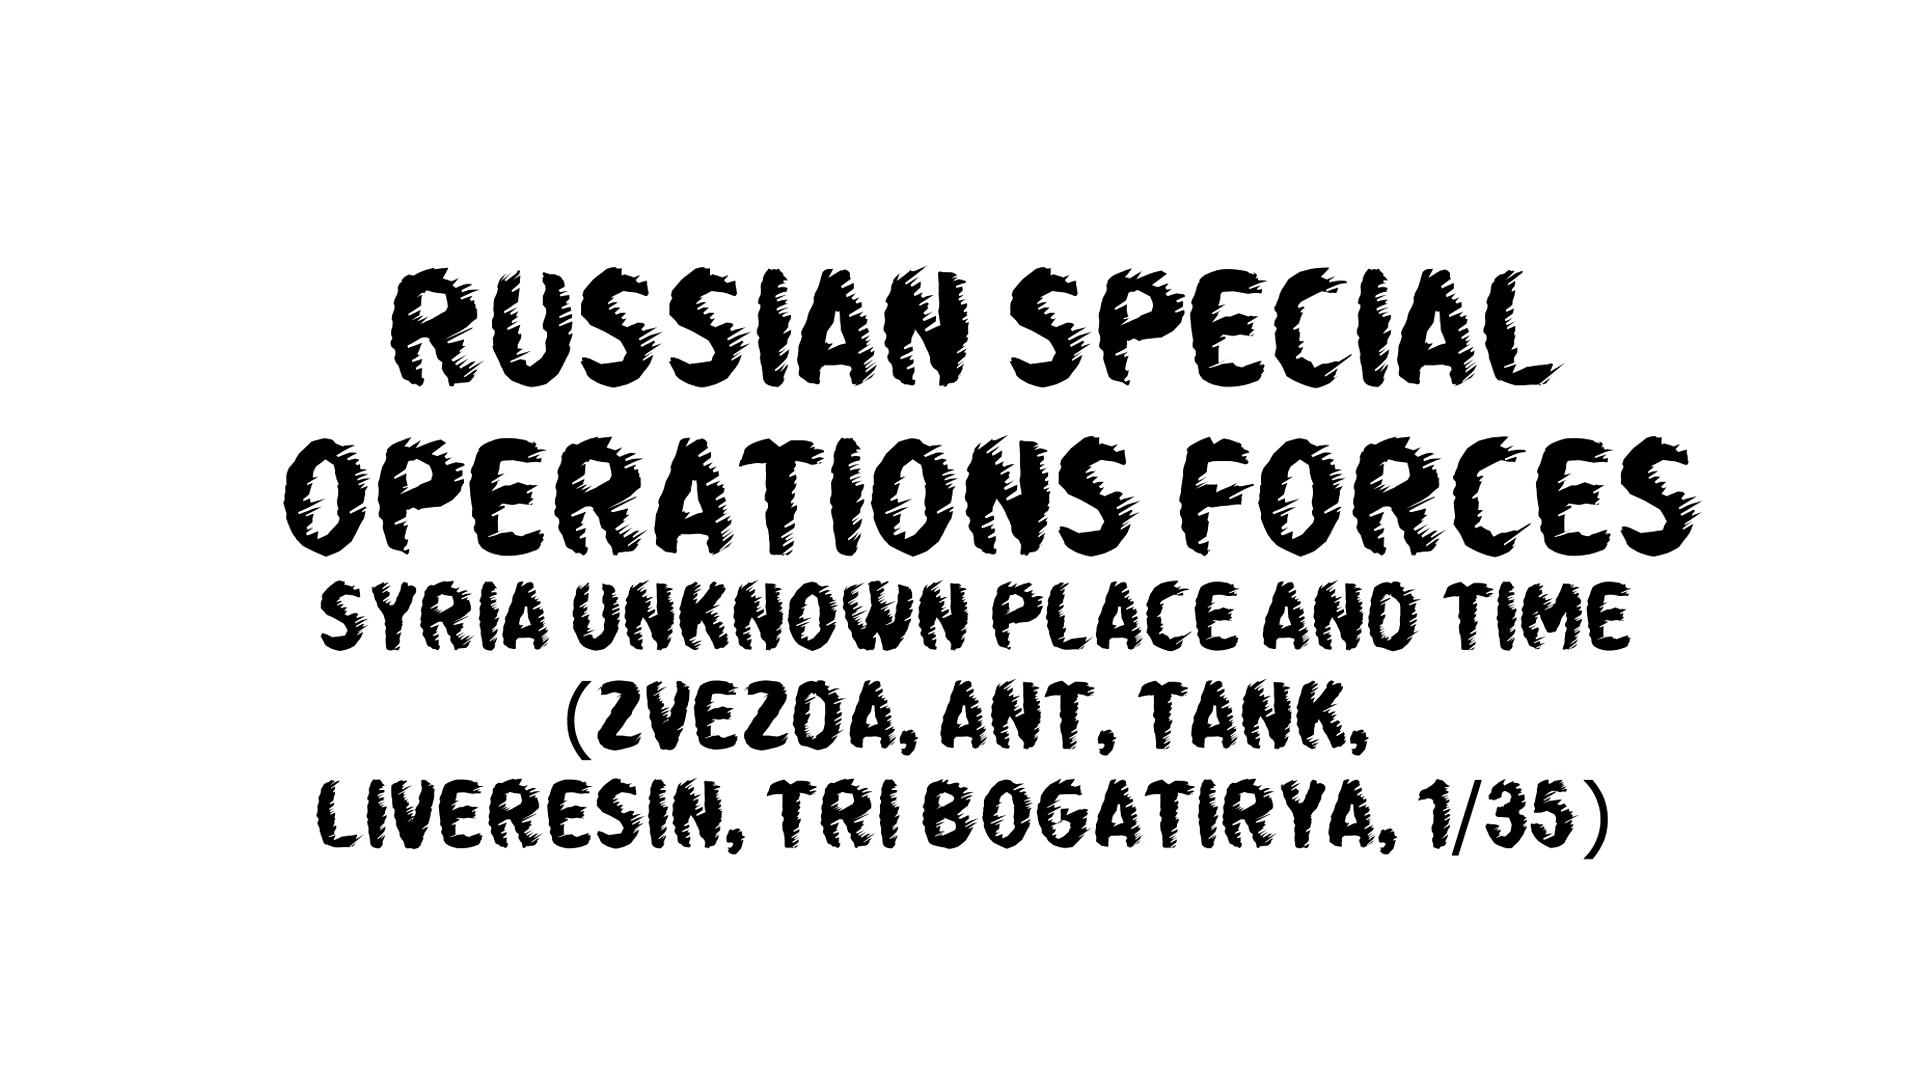 RUSSIAN SPECIAL
OPERATIONS FORCES
SYRIA UNKNOWN PLACE AND TIME
(ZVEZDA, ANT, TANK,
LIVERESIN, TRI BOGATIRYA, 1/35)